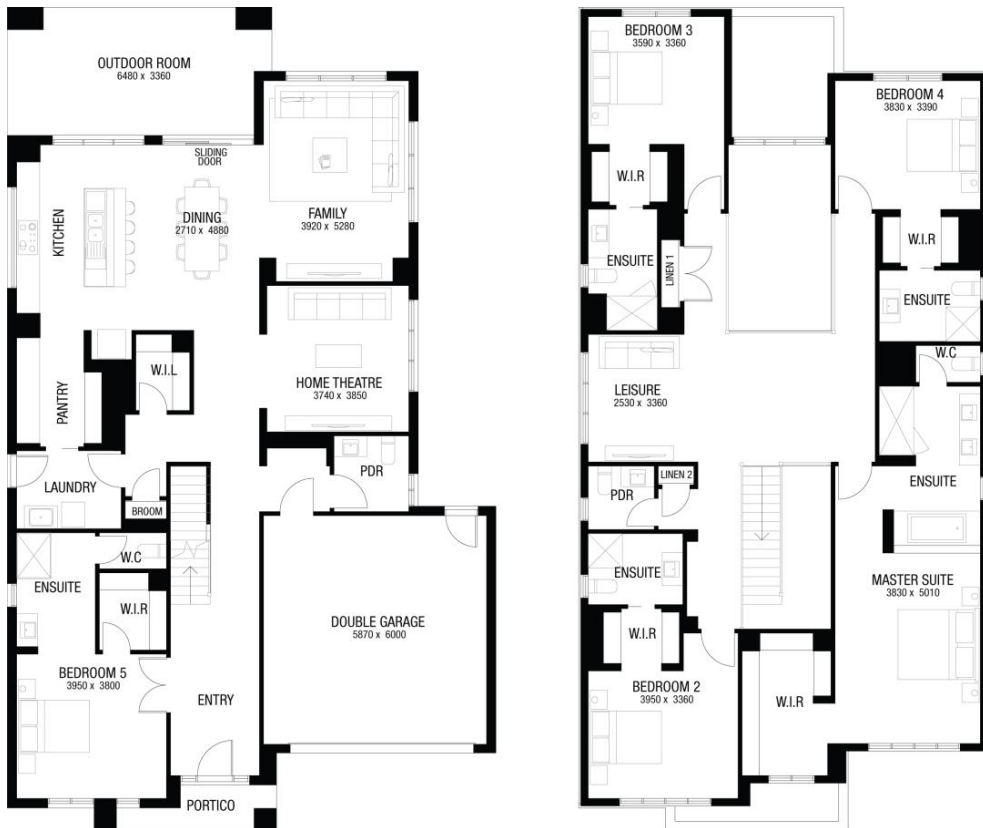 OUTDOOR ROOM
6480 x 3360
SLIDING
DOOR
KITCHEN
DINING
2710 x 4880
FAMILY
3920 x 5280
W.I.L
HOME THEATRE
3740 x 3850
PANTRY
PDR
LAUNDRY
BROOM
W.C
ENSUITE
W.I.R
DOUBLE GARAGE
5870 x 6000
BEDROOM 5
3950 x 3800
ENTRY
PORTICO
BEDROOM 3
3590 x 3360
BEDROOM 4
3830 x 3390
W.I.R
W.I.R
ENSUITE
LINEN 1
ENSUITE
W.C
LEISURE
2530 x 3360
PDR
LINEN 2
ENSUITE
ENSUITE
MASTER SUITE
3830 x 5010
W.I.R
BEDROOM 2
3950 x 3360
W.I.R